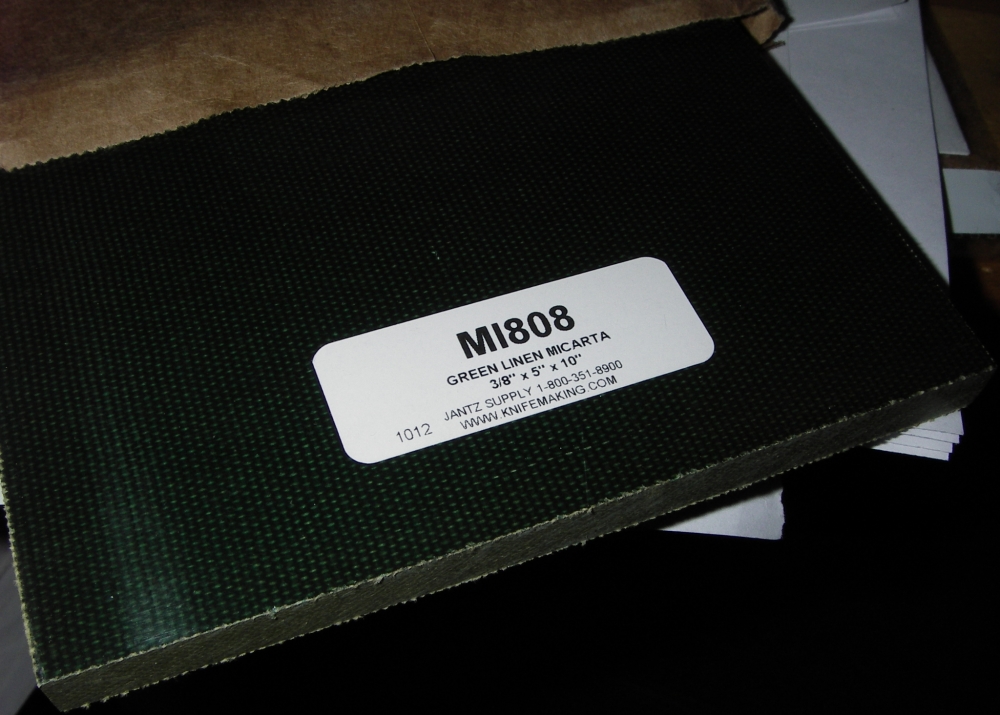 MI808
GREEN LINEN MICARTA
3/8" x 5" x 10"
JANTZ SUPPLY 1-800-351-8900
WWW.KNIFEMAKING.COM
1012